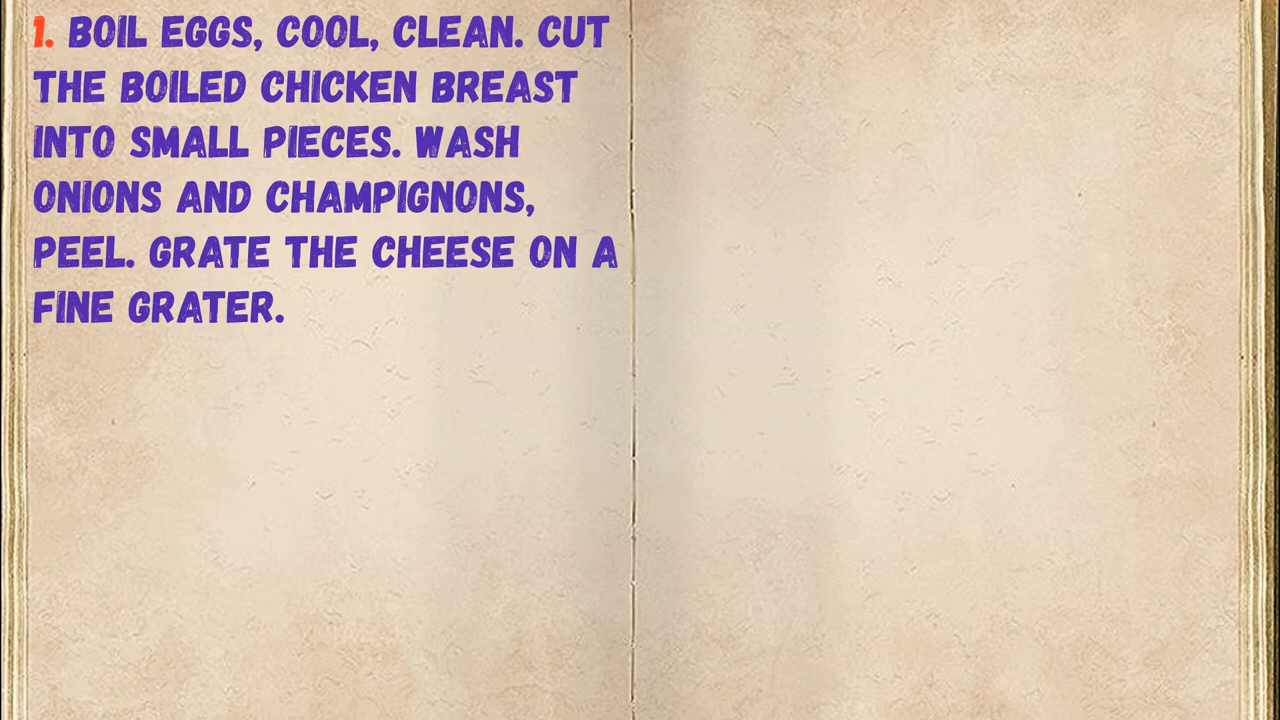 1. BOIL EGGS, COOL, CLEAN. CUT
THE BOILED CHICKEN BREAST
INTO SMALL PIECES. WASH
ONIONS AND CHAMPIGNONS,
PEEL. GRATE THE CHEESE ON A
FINE GRATER.